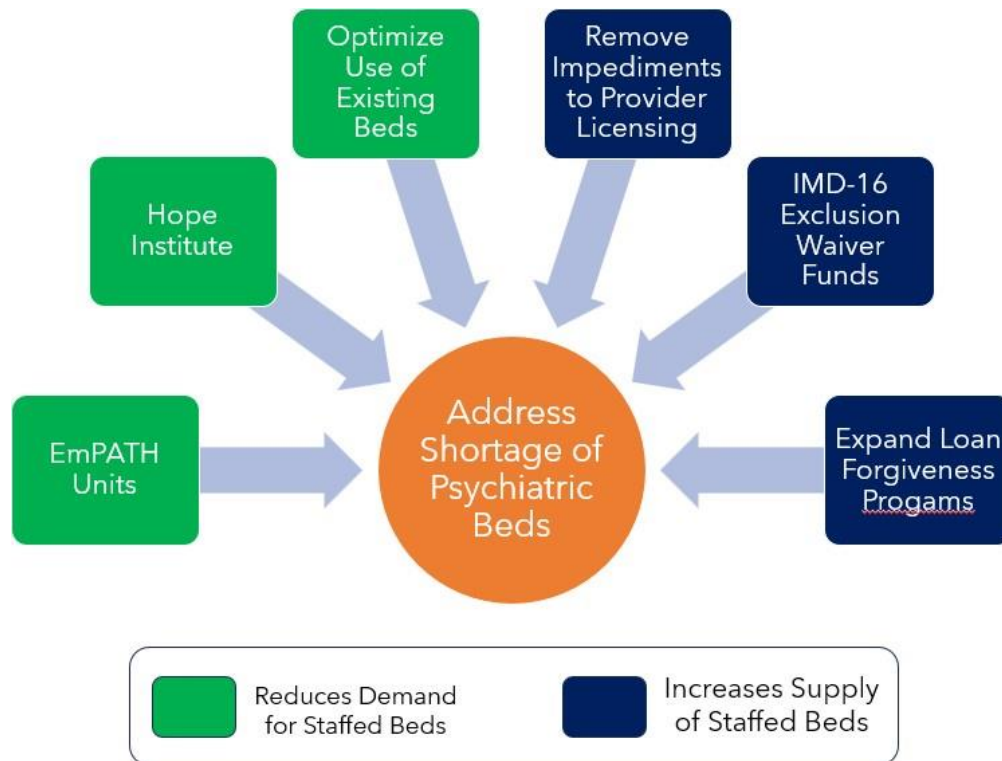 Optimize
Use of
Existing
Beds
Remove
Impediments
to Provider
Licensing
Hope
Institute
IMD-16
Exclusion
Waiver
Funds
EmPATH
Units
Address
Shortage of
Psychiatric
Beds
Expand Loan
Forgiveness
Progams
Reduces Demand
for Staffed Beds
Increases Supply
of Staffed Beds